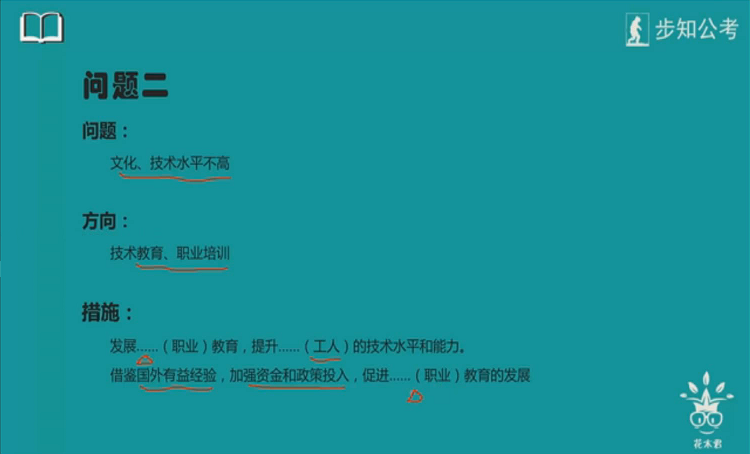 步知公考
问题二
问题：
文化、技术水平不高
方向：
技术教育、职业培训
措施：
发展……（职业）教育，提升……（工人）的技术水平和能力。
借鉴国外有益经验，加强资金和政策投入，促进……（职业）教育的发展
花木君